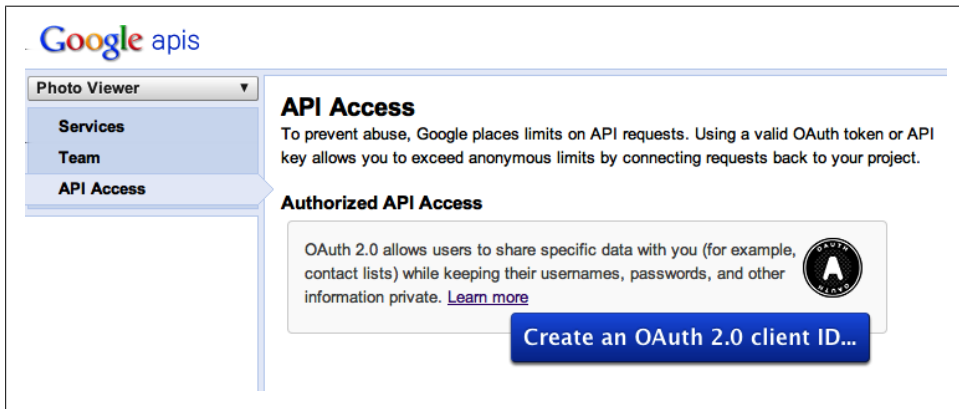 Google apis
Photo Viewer
Services
Team
API Access
API Access
To prevent abuse, Google places limits on API requests. Using a valid OAuth token or API
key allows you to exceed anonymous limits by connecting requests back to your project.
Authorized API Access
OAuth 2.0 allows users to share specific data with you (for example,
contact lists) while keeping their usernames, passwords, and other
information private. Learn more
OAUTH
A
OAUTH
Create an OAuth 2.0 client ID...